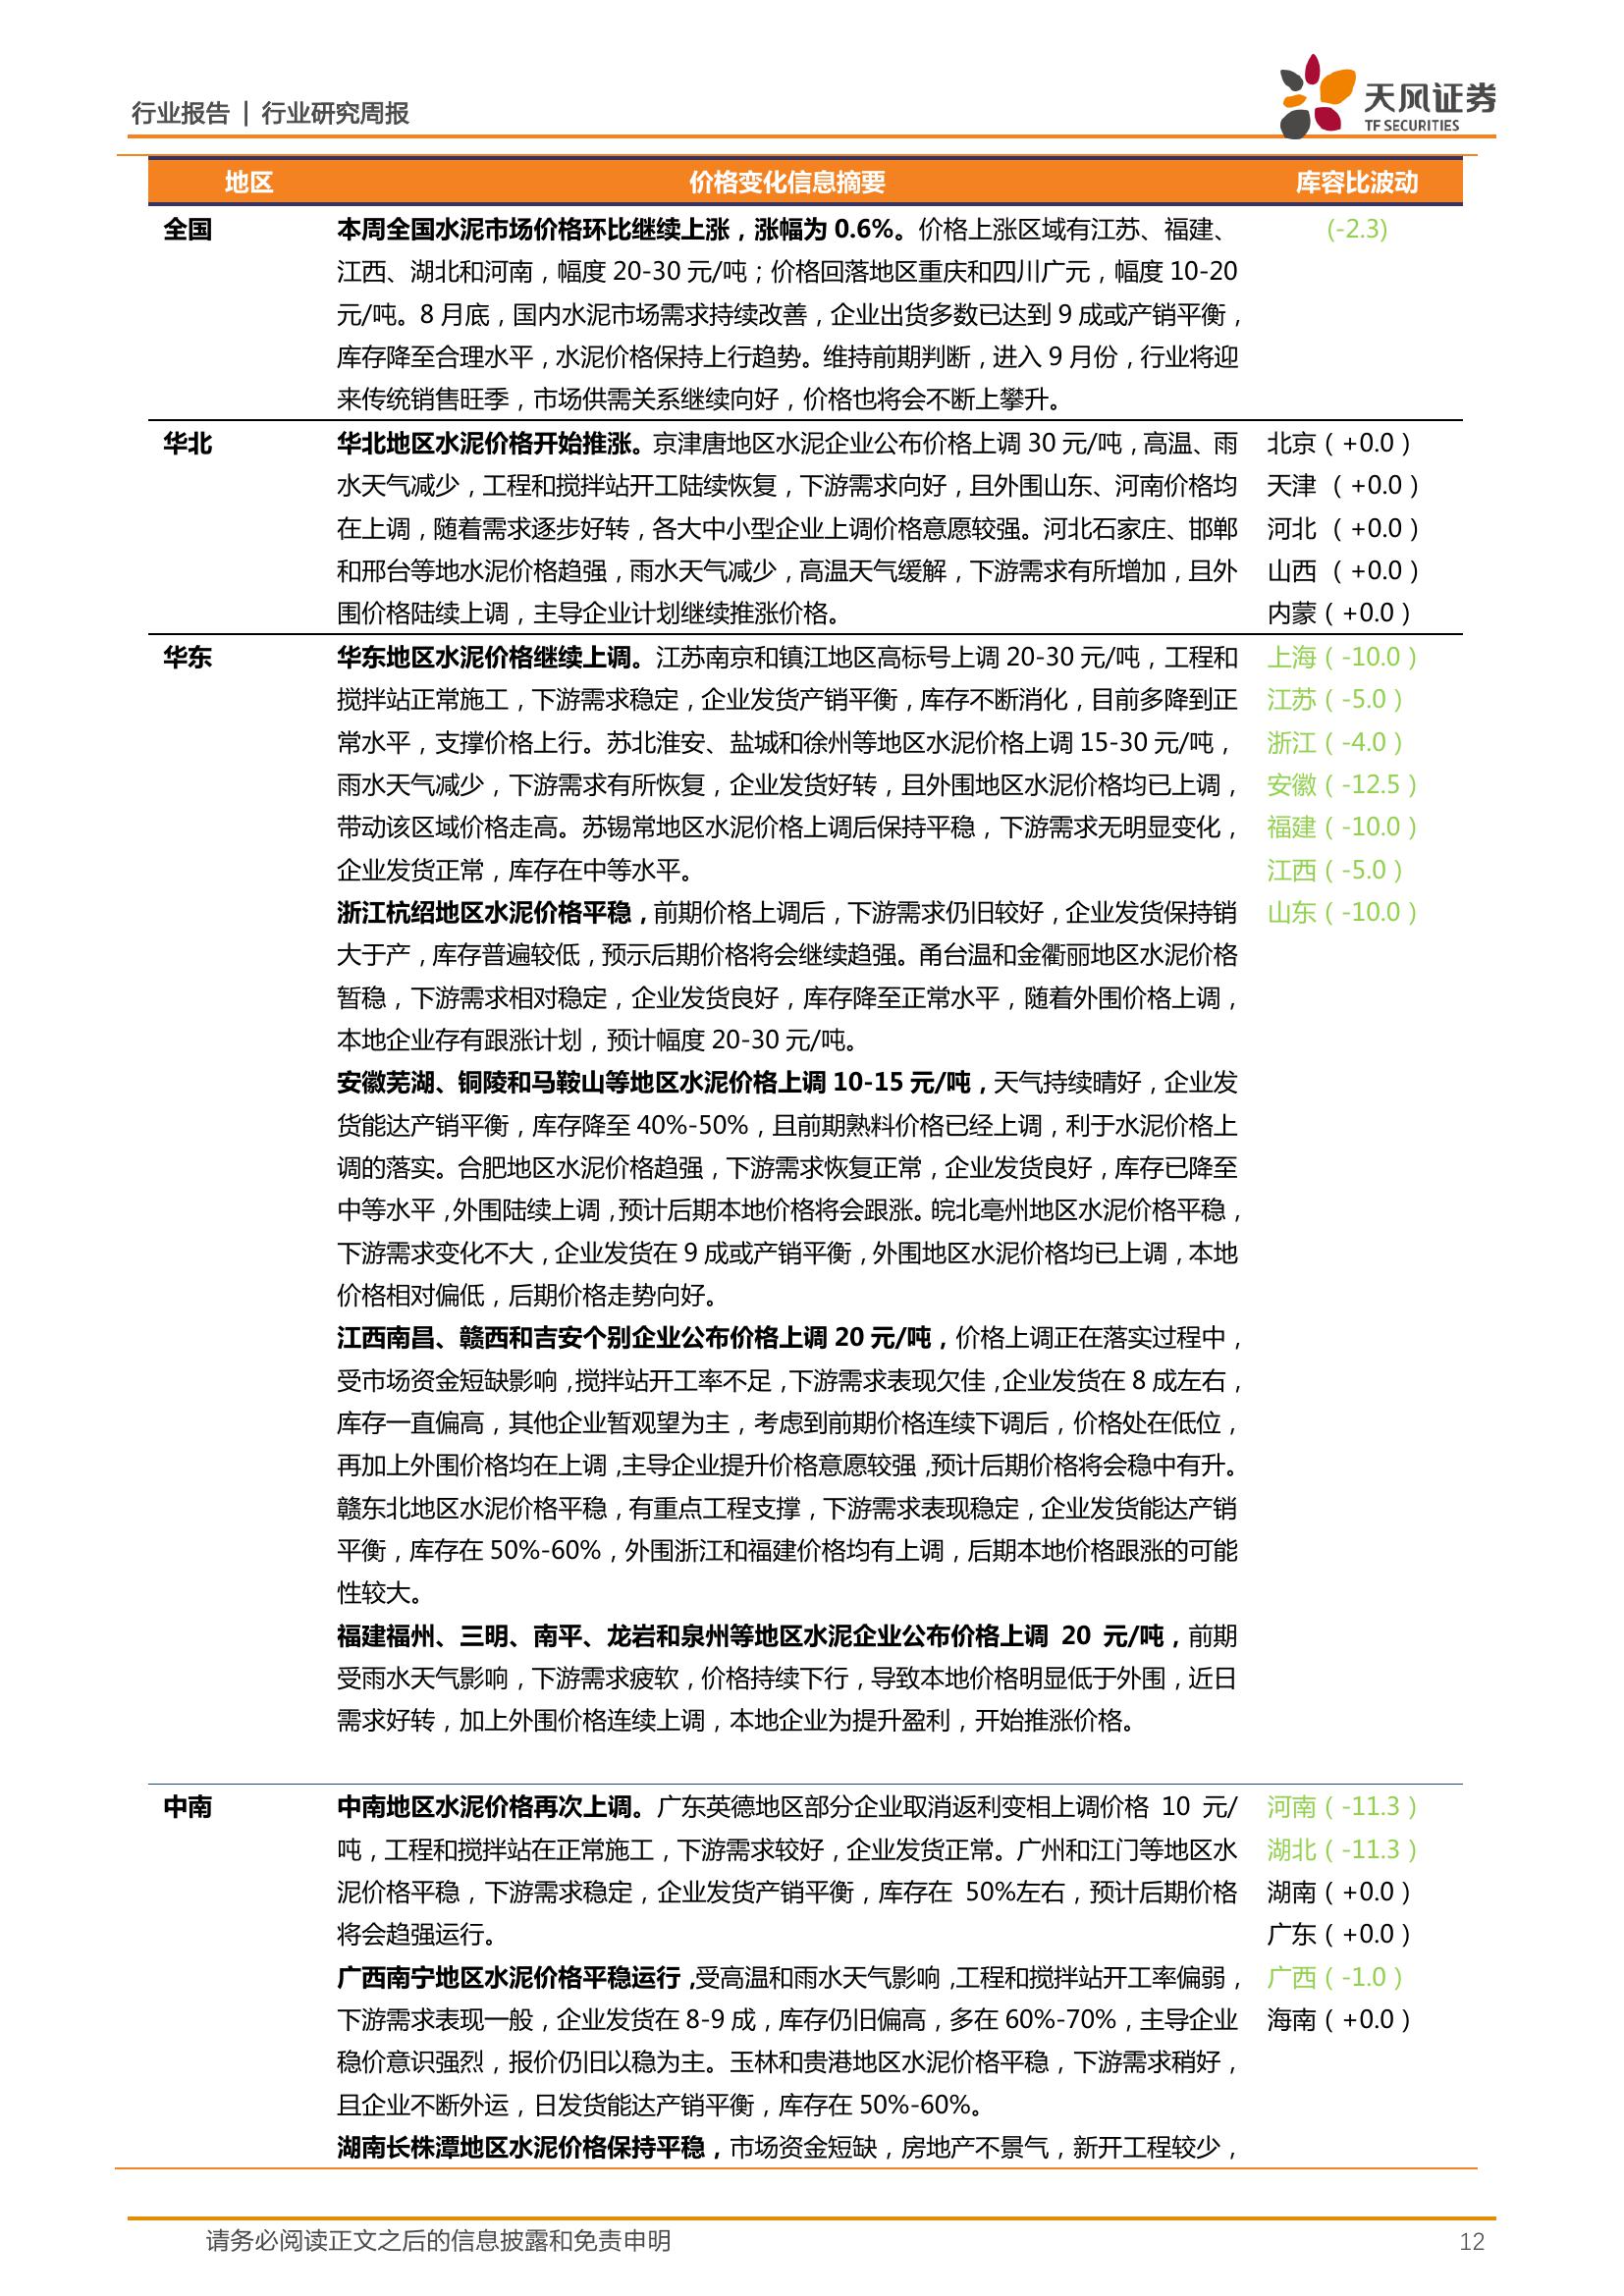 行业报告 | 行业研究周报
天风证券
TF SECURITIES
地区 价格变化信息摘要 库容比波动
全国 本周全国水泥市场价格环比继续上涨，涨幅为 0.6%。价格上涨区域有江苏、福建、 (-2.3)
江西、湖北和河南，幅度 20-30 元/吨；价格回落地区重庆和四川广元，幅度 10-20
元/吨。8 月底，国内水泥市场需求持续改善，企业出货多数已达到 9 成或产销平衡，
库存降至合理水平，水泥价格保持上行趋势。维持前期判断，进入 9 月份，行业将迎
来传统销售旺季，市场供需关系继续向好，价格也将会不断上攀升。
华北 华北地区水泥价格开始推涨。京津唐地区水泥企业公布价格上调 30 元/吨，高温、雨 北京（+0.0）
水天气减少，工程和搅拌站开工陆续恢复，下游需求向好，且外围山东、河南价格均 天津 （+0.0）
在上调，随着需求逐步好转，各大中小型企业上调价格意愿较强。河北石家庄、邯郸 河北 （+0.0）
和邢台等地水泥价格趋强，雨水天气减少，高温天气缓解，下游需求有所增加，且外 山西 （+0.0）
围价格陆续上调，主导企业计划继续推涨价格。 内蒙（+0.0）
华东 华东地区水泥价格继续上调。江苏南京和镇江地区高标号上调 20-30 元/吨，工程和 上海（-10.0）
搅拌站正常施工，下游需求稳定，企业发货产销平衡，库存不断消化，目前多降到正 江苏（-5.0）
常水平，支撑价格上行。苏北淮安、盐城和徐州等地区水泥价格上调 15-30 元/吨， 浙江（-4.0）
雨水天气减少，下游需求有所恢复，企业发货好转，且外围地区水泥价格均已上调， 安徽（-12.5）
带动该区域价格走高。苏锡常地区水泥价格上调后保持平稳，下游需求无明显变化， 福建（-10.0）
企业发货正常，库存在中等水平。 江西（-5.0）
浙江杭绍地区水泥价格平稳，前期价格上调后，下游需求仍旧较好，企业发货保持销 山东（-10.0）
大于产，库存普遍较低，预示后期价格将会继续趋强。甬台温和金衢丽地区水泥价格
暂稳，下游需求相对稳定，企业发货良好，库存降至正常水平，随着外围价格上调，
本地企业存有跟涨计划，预计幅度 20-30 元/吨。
安徽芜湖、铜陵和马鞍山等地区水泥价格上调 10-15 元/吨，天气持续晴好，企业发
货能达产销平衡，库存降至 40%-50%，且前期熟料价格已经上调，利于水泥价格上
调的落实。合肥地区水泥价格趋强，下游需求恢复正常，企业发货良好，库存已降至
中等水平，外围陆续上调，预计后期本地价格将会跟涨。皖北亳州地区水泥价格平稳，
下游需求变化不大，企业发货在 9 成或产销平衡，外围地区水泥价格均已上调，本地
价格相对偏低，后期价格走势向好。
江西南昌、赣西和吉安个别企业公布价格上调 20 元/吨，价格上调正在落实过程中，
受市场资金短缺影响，搅拌站开工率不足，下游需求表现欠佳，企业发货在 8 成左右，
库存一直偏高，其他企业暂观望为主，考虑到前期价格连续下调后，价格处在低位，
再加上外围价格均在上调，主导企业提升价格意愿较强，预计后期价格将会稳中有升。
赣东北地区水泥价格平稳，有重点工程支撑，下游需求表现稳定，企业发货能达产销
平衡，库存在 50%-60%，外围浙江和福建价格均有上调，后期本地价格跟涨的可能
性较大。
福建福州、三明、南平、龙岩和泉州等地区水泥企业公布价格上调 20 元/吨，前期
受雨水天气影响，下游需求疲软，价格持续下行，导致本地价格明显低于外围，近日
需求好转，加上外围价格连续上调，本地企业为提升盈利，开始推涨价格。
中南 中南地区水泥价格再次上调。广东英德地区部分企业取消返利变相上调价格 10 元/ 河南（-11.3）
吨，工程和搅拌站在正常施工，下游需求较好，企业发货正常。广州和江门等地区水 湖北（-11.3）
泥价格平稳，下游需求稳定，企业发货产销平衡，库存在 50%左右，预计后期价格 湖南（+0.0）
将会趋强运行。 广东（+0.0）
广西南宁地区水泥价格平稳运行，受高温和雨水天气影响，工程和搅拌站开工率偏弱， 广西（-1.0）
下游需求表现一般，企业发货在 8-9 成，库存仍旧偏高，多在 60%-70%，主导企业 海南（+0.0）
稳价意识强烈，报价仍旧以稳为主。玉林和贵港地区水泥价格平稳，下游需求稍好，
且企业不断外运，日发货能达产销平衡，库存在 50%-60%。
湖南长株潭地区水泥价格保持平稳，市场资金短缺，房地产不景气，新开工程较少，
请务必阅读正文之后的信息披露和免责申明 12